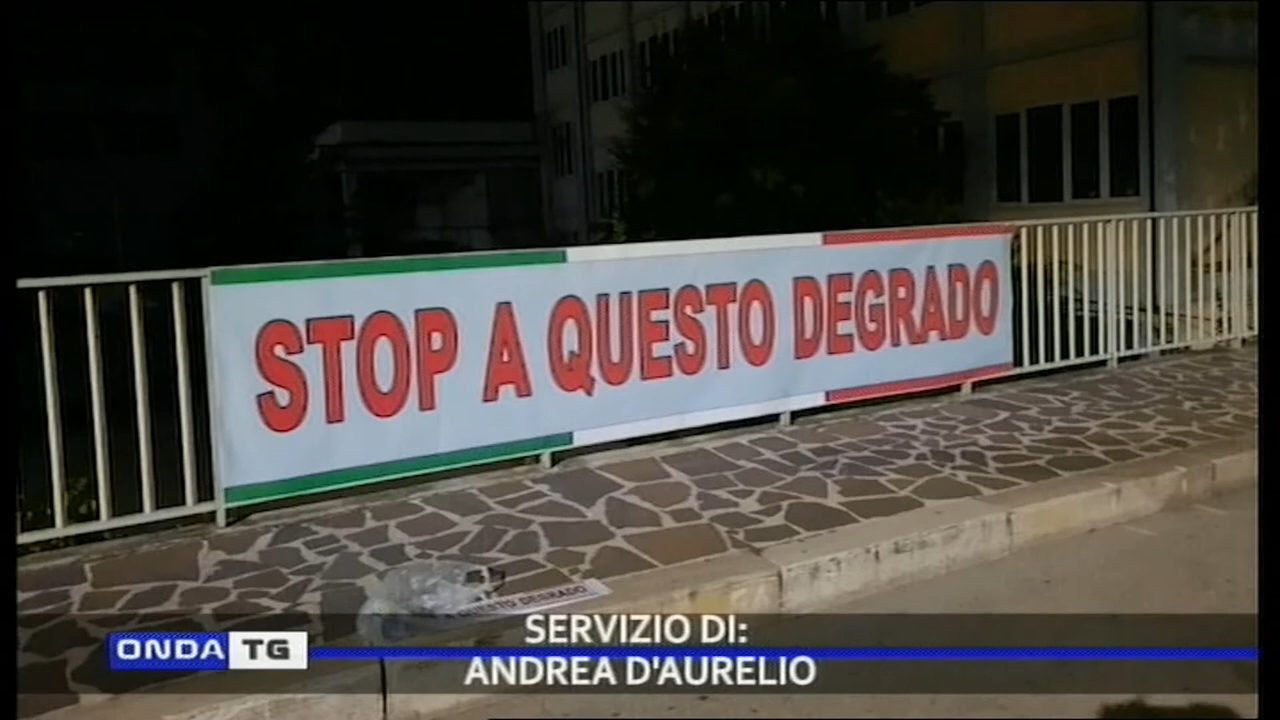 STOP A QUESTO DEGRADO
QUESTO DEGRADO
SERVIZIO DI:
ONDA TG
ANDREA D'AURELIO